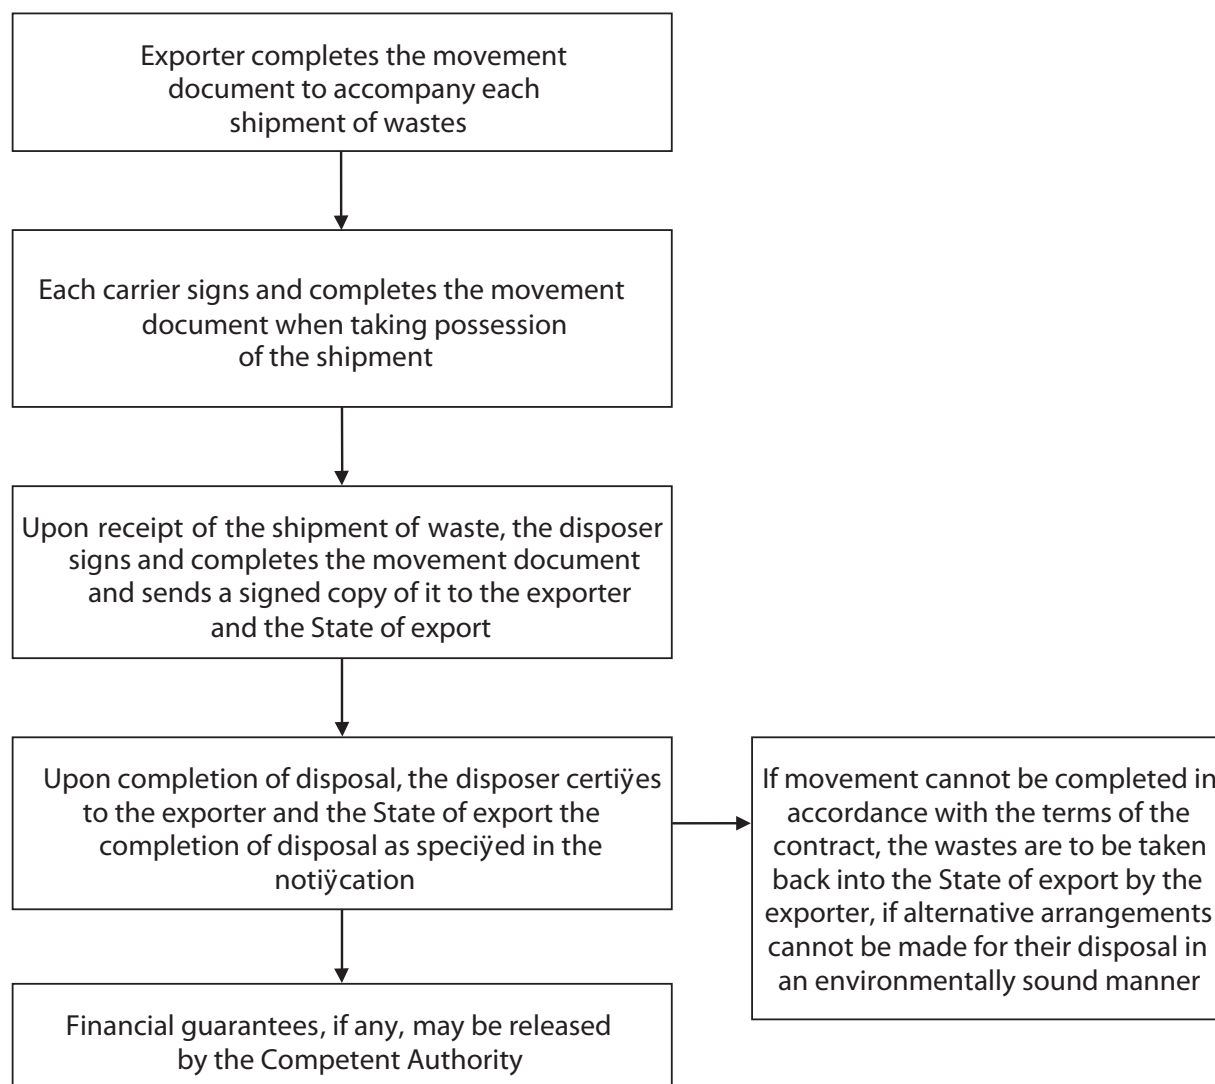 Exporter completes the movement
document to accompany each
shipment of wastes
Each carrier signs and completes the movement
document when taking possession
of the shipment
Upon receipt of the shipment of waste, the disposer
signs and completes the movement document
and sends a signed copy of it to the exporter
and the State of export
Upon completion of disposal, the disposer certiÿes
to the exporter and the State of export the
completion of disposal as speciÿed in the
notiÿcation
If movement cannot be completed in
accordance with the terms of the
contract, the wastes are to be taken
back into the State of export by the
exporter, if alternative arrangements
cannot be made for their disposal in
an environmentally sound manner
Financial guarantees, if any, may be released
by the Competent Authority